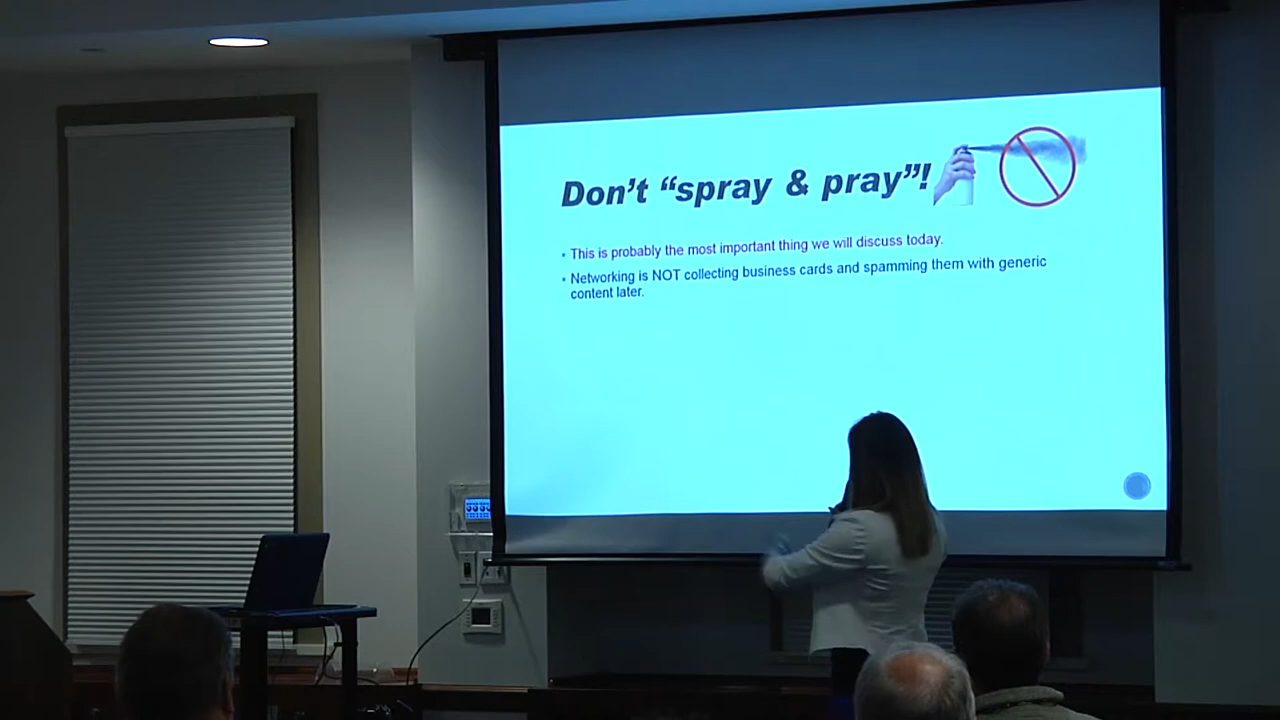 Don't “spray & pray”!
• This is probably the most important thing we will discuss today.
• Networking is NOT collecting business cards and spamming them with generic
content later.